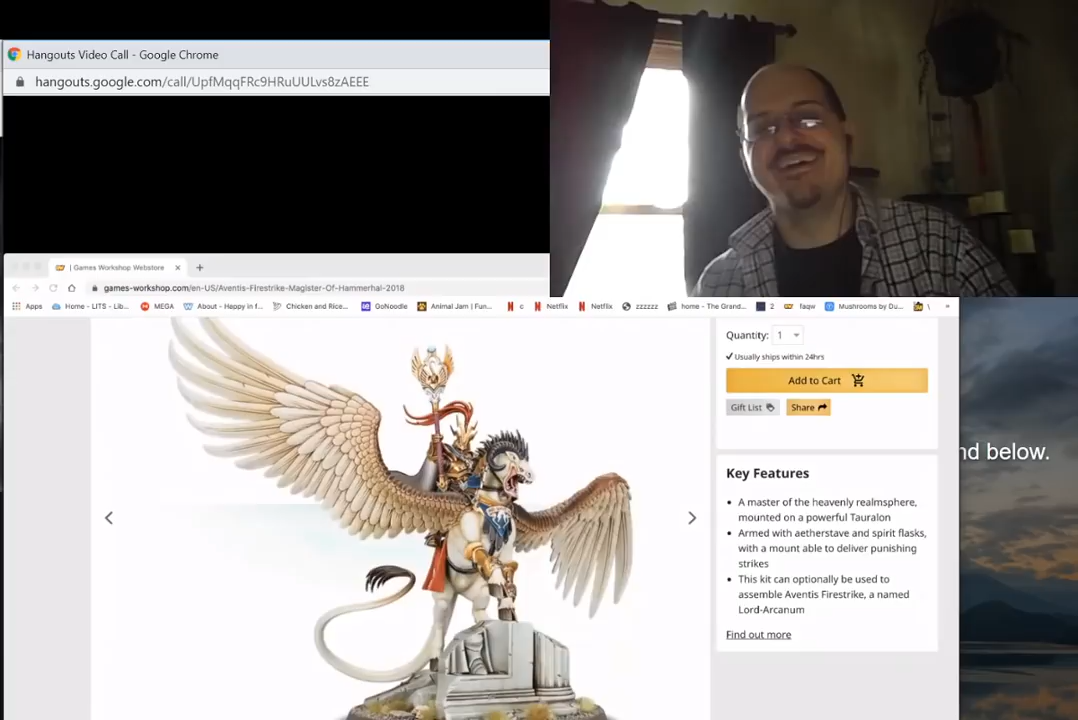 Hangouts Video Call - Google Chrome
hangouts.google.com/call/UpfMqqFRc9HRuUULvs8zAEEE
| Games Workshop Webstore
games-workshop.com/en-US/Aventis-Firestrike-Magister-Of-Hammerhal-2018
Apps Home - LITS - Lib... MEGA About - Happy in f... Chicken and Rice... GoNoodle Animal Jam | Fun... c Netflix Netflix zzzzzz home - The Grand... 2 faqw Mushrooms by Du... \ »
Quantity: 1
Usually ships within 24hrs
Add to Cart
Gift List Share
nd below.
Key Features
• A master of the heavenly realmsphere,
mounted on a powerful Tauralon
• Armed with aetherstave and spirit flasks,
with a mount able to deliver punishing
strikes
• This kit can optionally be used to
assemble Aventis Firestrike, a named
Lord-Arcanum
Find out more